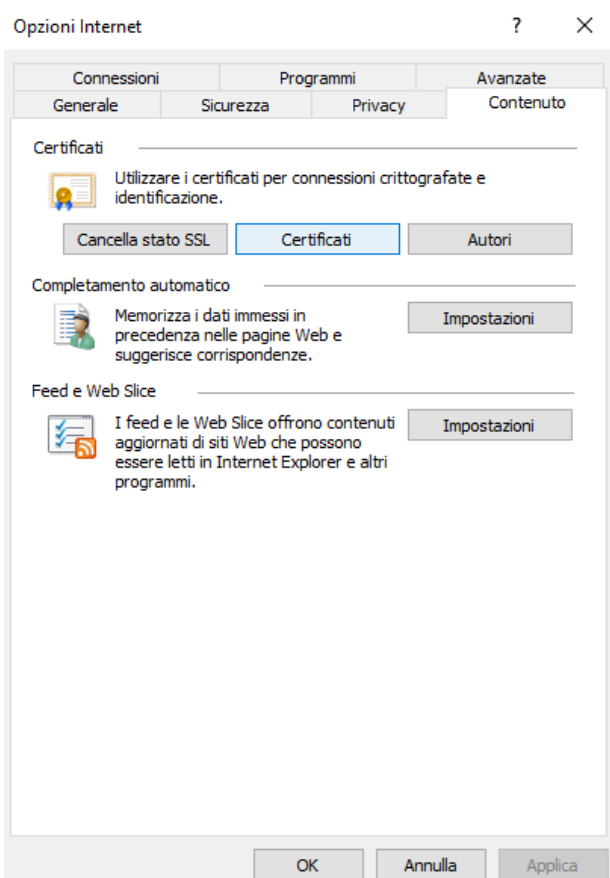 Opzioni Internet ?
Connessioni Programmi Avanzate
Generale Sicurezza Privacy Contenuto
Certificati
Utilizzare i certificati per connessioni crittografate e
identificazione.
Cancella stato SSL Certificati Autori
Completamento automatico
Memorizza i dati immessi in
precedenza nelle pagine Web e
suggerisce corrispondenze.
Impostazioni
Feed e Web Slice
I feed e le Web Slice offrono contenuti
aggiornati di siti Web che possono
essere letti in Internet Explorer e altri
programmi.
Impostazioni
OK Annulla Applica